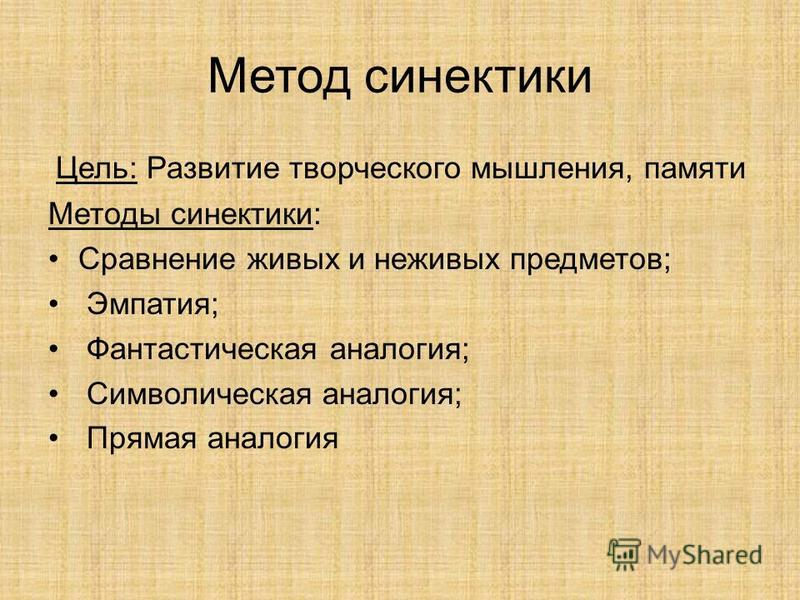 Метод синектики
Цель: Развитие творческого мышления, памяти
Методы синектики:
• Сравнение живых и неживых предметов;
• Эмпатия;
• Фантастическая аналогия;
• Символическая аналогия;
• Прямая аналогия
MyShared